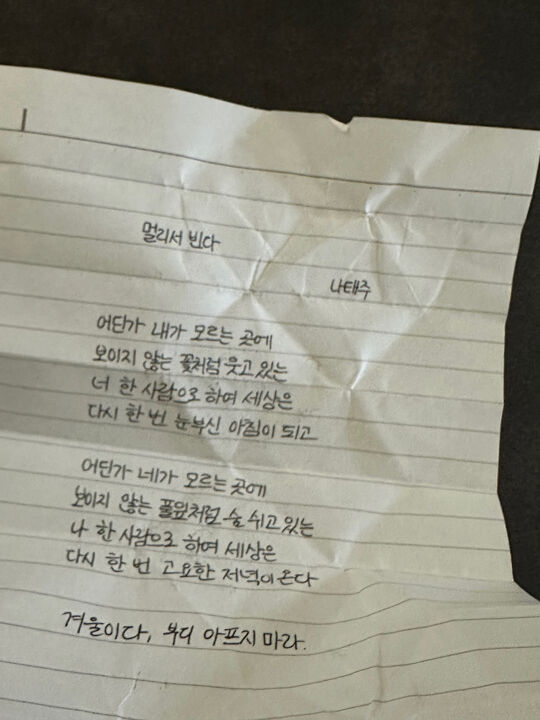 멀리서 빈다
나태주
어딘가 내가 모르는 곳에
보이지 않는 꽃처럼 웃고 있는
너 한 사람으로 하여 세상은
다시 한 번 눈부신 아침이 되고
어딘가 네가 모르는 곳에
보이지 않는 풀잎처럼 숨 쉬고 있는
나 한 사람으로 하여 세상은
다시 한 번 고요한 저녁이 온다
겨울이다, 부디 아프지 마라.